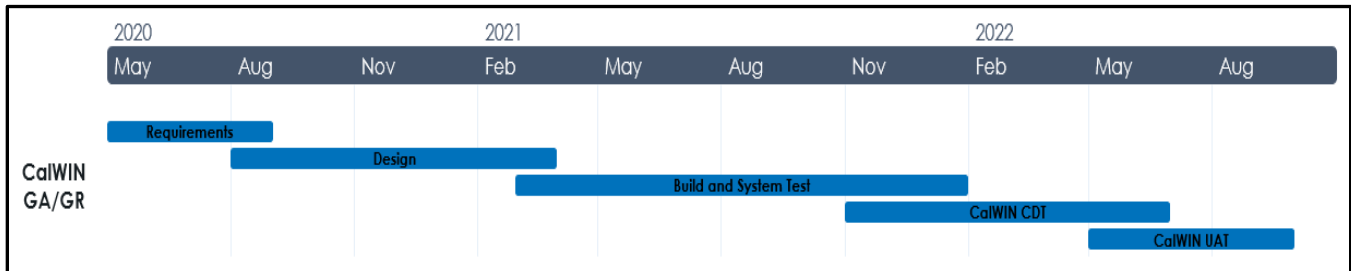 2020 2021 2022
May Aug Nov Feb May Aug Nov Feb May Aug
Requirements
Design
CalWIN
GA/GR
Build and System Test
CalWIN CDT
CalWIN UAT